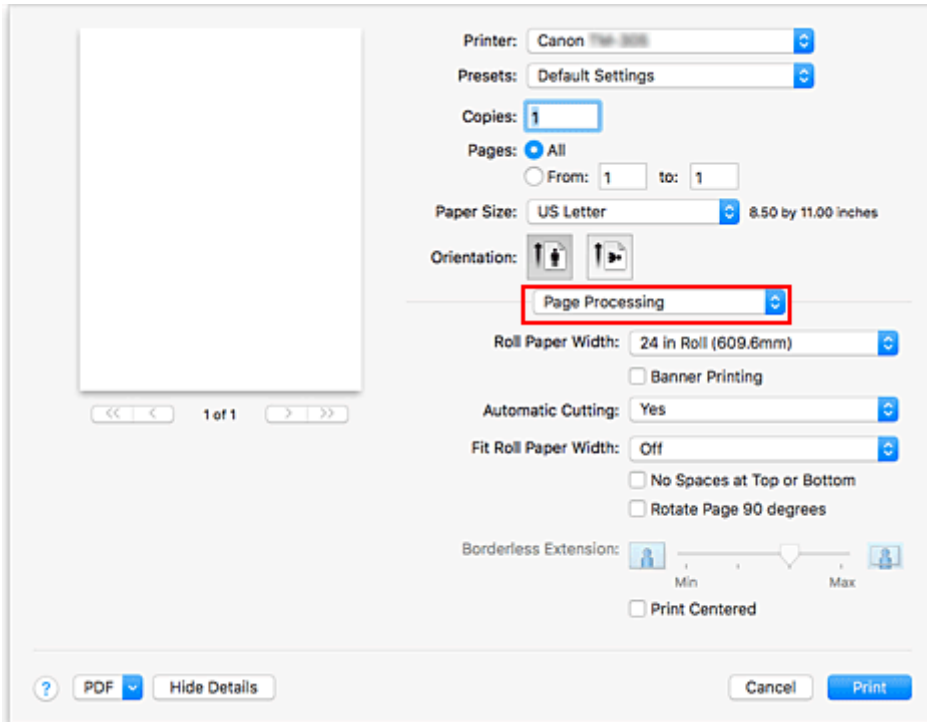 Printer: Canon
Presets: Default Settings
Copies: 1
Pages: All
From: 1 to: 1
Paper Size: US Letter 8.50 by 11.00 inches
Orientation:
Page Processing
Roll Paper Width: 24 in Roll (609.6mm)
Banner Printing
<< < 1 of 1 > >>
Automatic Cutting: Yes
Fit Roll Paper Width: Off
No Spaces at Top or Bottom
Rotate Page 90 degrees
Borderless Extension:
Min Max
Print Centered
? PDF Hide Details Cancel Print